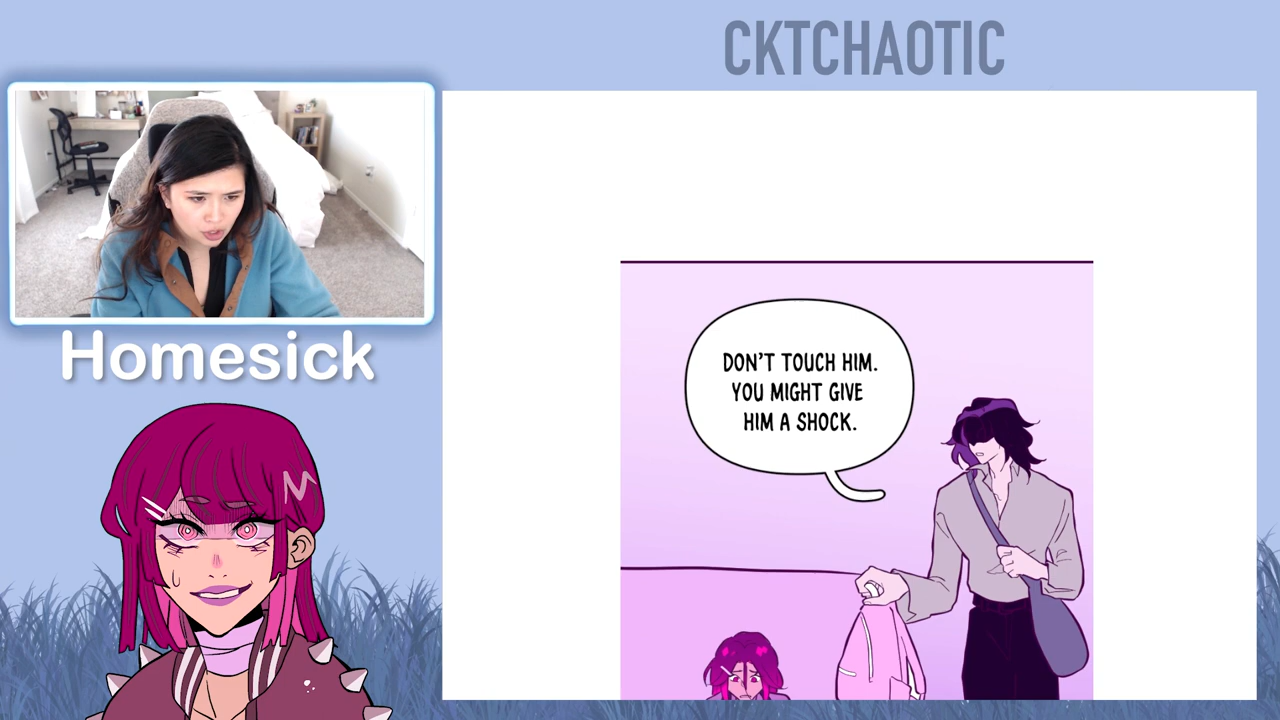 CKTCHAOTIC
Homesick
DON'T TOUCH HIM.
YOU MIGHT GIVE
HIM A SHOCK.